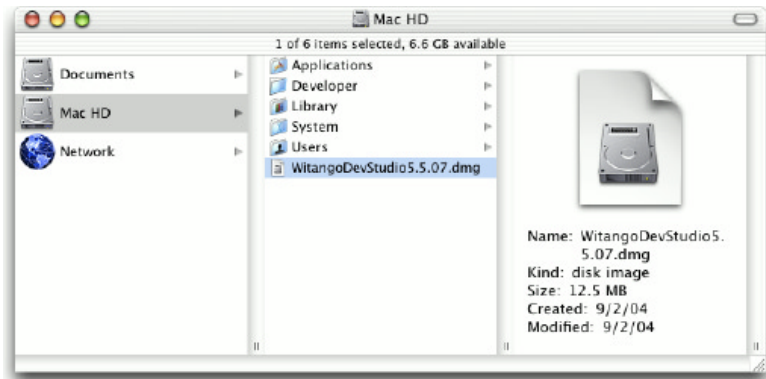 Mac HD
1 of 6 items selected, 6.6 GB available
Documents
Mac HD
Network
Applications
Developer
Library
System
Users
WitangoDevStudio5.5.07.dmg
Name: WitangoDevStudio5.
5.07.dmg
Kind: disk image
Size: 12.5 MB
Created: 9/2/04
Modified: 9/2/04